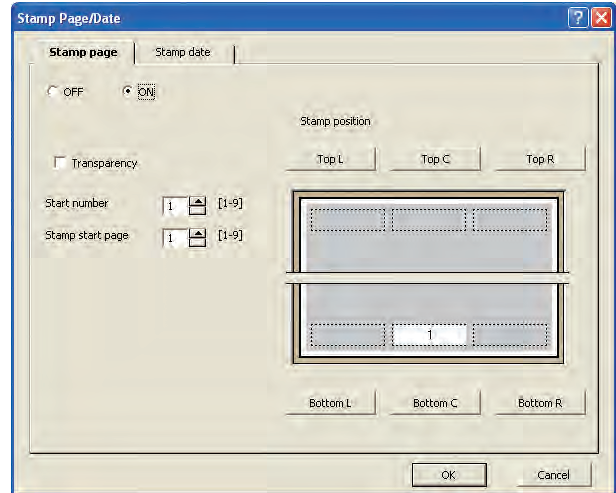 Stamp Page/Date
Stamp page Stamp date
OFF ON
Stamp position
Top L Top C Top R
Transparency
Start number 1 [1-9]
Stamp start page 1 [1-9]
1
Bottom L Bottom C Bottom R
OK Cancel